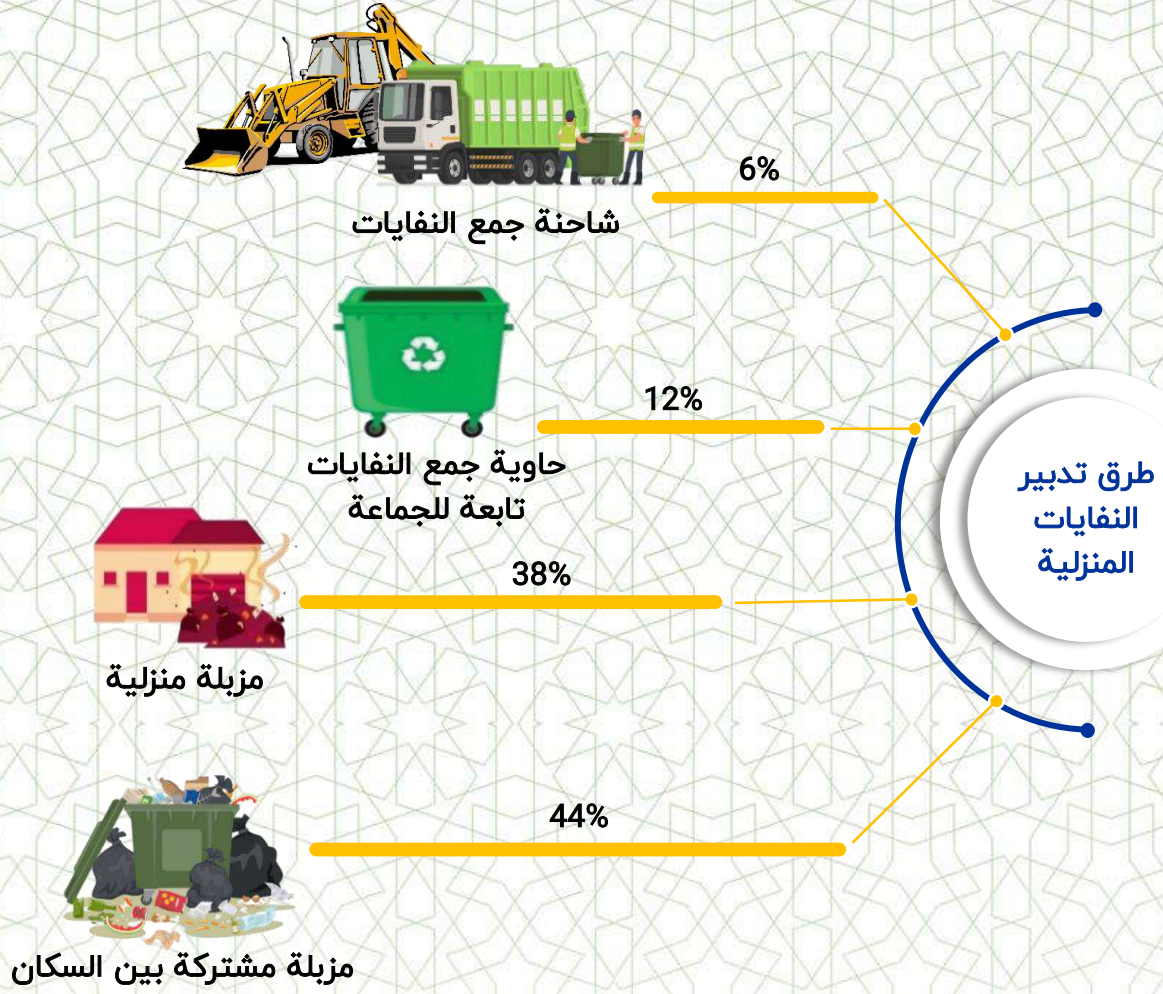 طرق تدبير
النفايات
المنزلية
6%
شاحنة جمع النفايات
12%
حاوية جمع النفايات
تابعة للجماعة
38%
مزبلة منزلية
44%
مزبلة مشتركة بين السكان